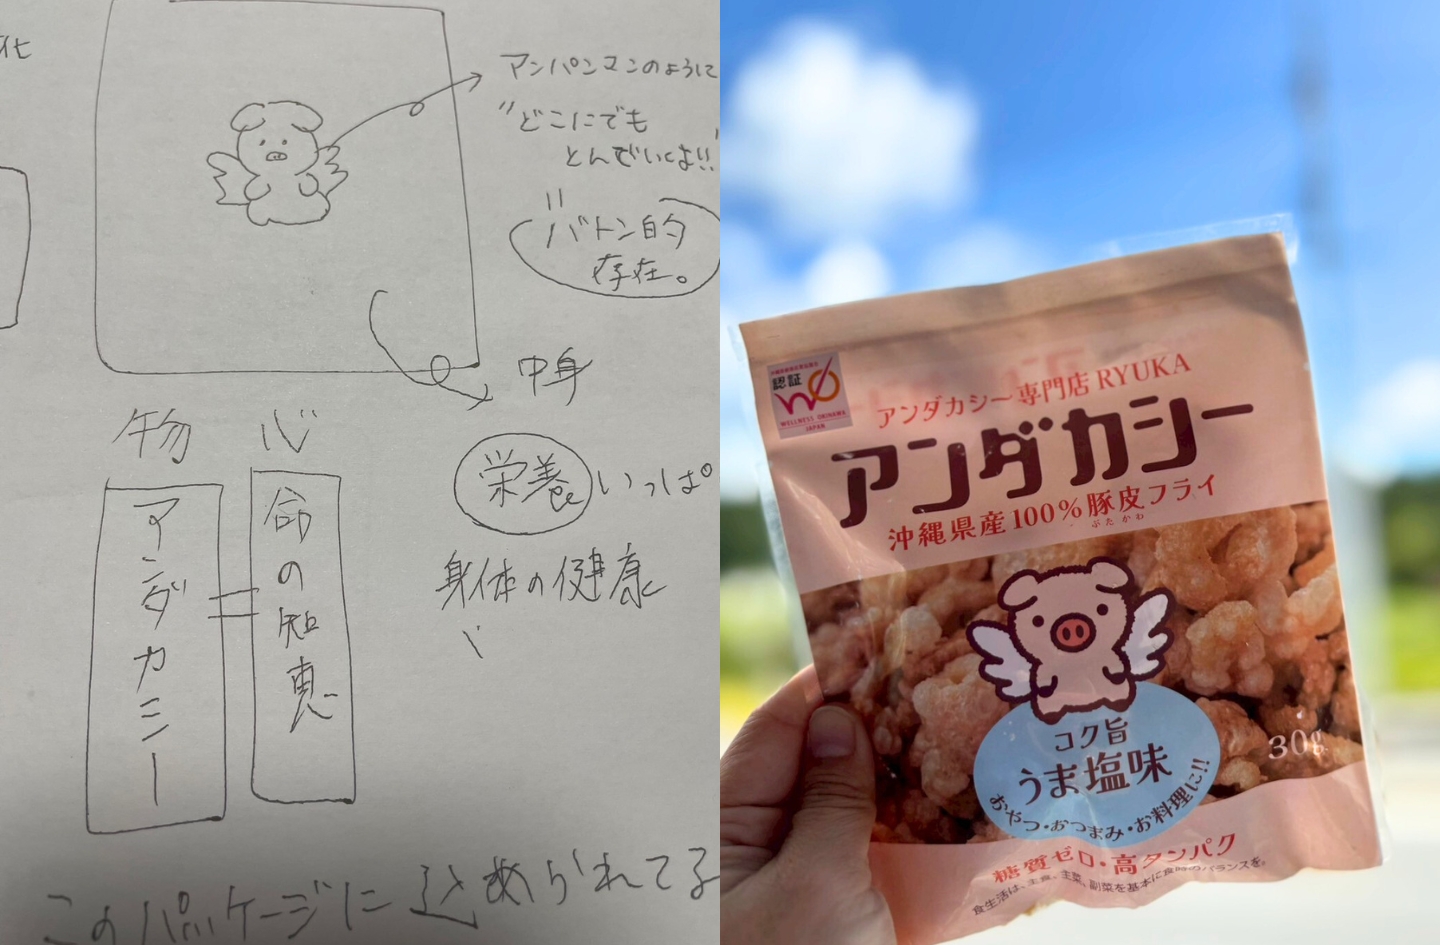 化
アンパンマンのように
"どこにでも
とんでいくよ!!"
バトン的
存在。
中身
栄養いっぱ
身体の健康
物
心
アンダカシー
命の知恵
このパッケージに込められてる
認証
WELLNESS OKINAWA
JAPAN
アンダカシー専門店 RYUKA
アンダカシー
沖縄県産100%豚皮フライ
ぶたかわ
コク旨
うま塩味
おやつ・おつまみ・お料理に!!
30g
糖質ゼロ・高タンパク
食生活は、主食、主菜、副菜を基本に食事のバランスを。